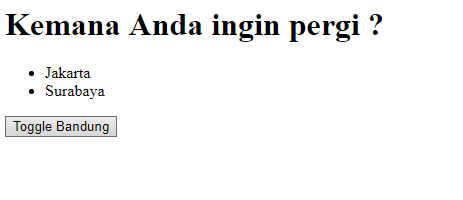 Kemana Anda ingin pergi ?
Jakarta
Surabaya
Toggle Bandung